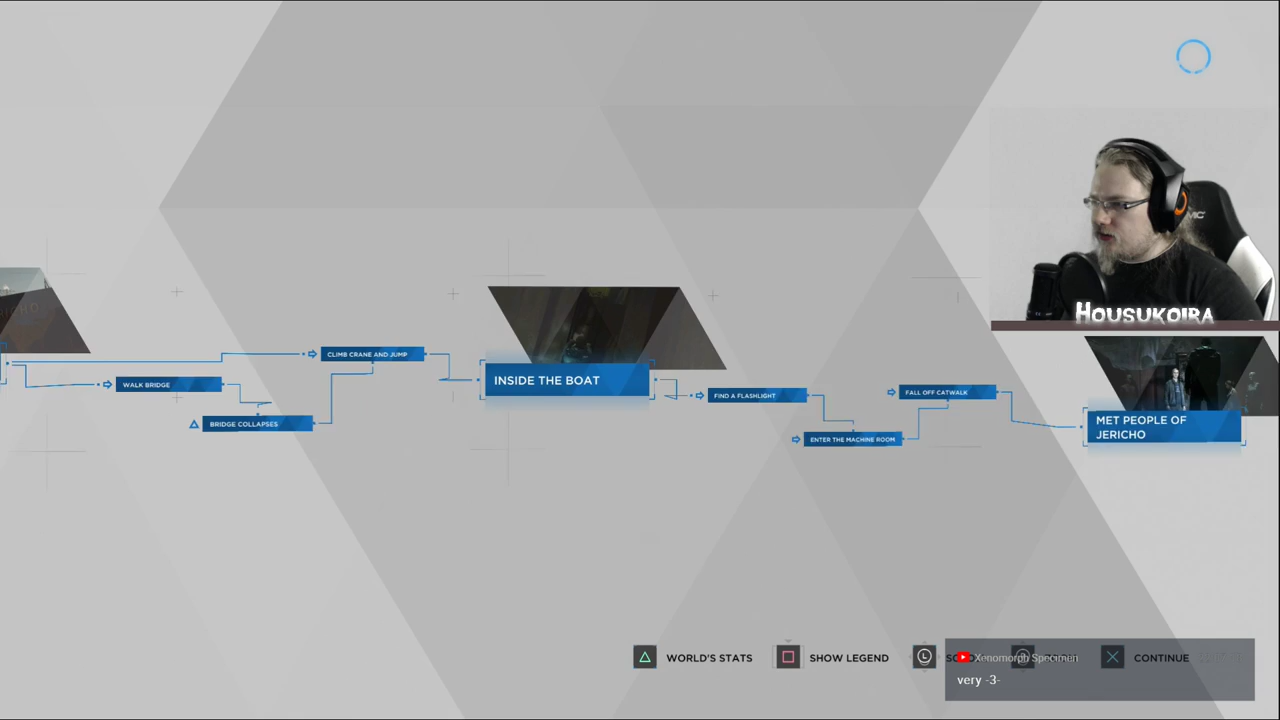 HOUSUKOIRA
CLIMB CRANE AND JUMP
WALK BRIDGE
BRIDGE COLLAPSES
INSIDE THE BOAT
FIND A FLASHLIGHT
ENTER THE MACHINE ROOM
FALL OFF CATWALK
MET PEOPLE OF
JERICHO
WORLD'S STATS
SHOW LEGEND
CONTINUE
Xenomorph Specimen
very -3-